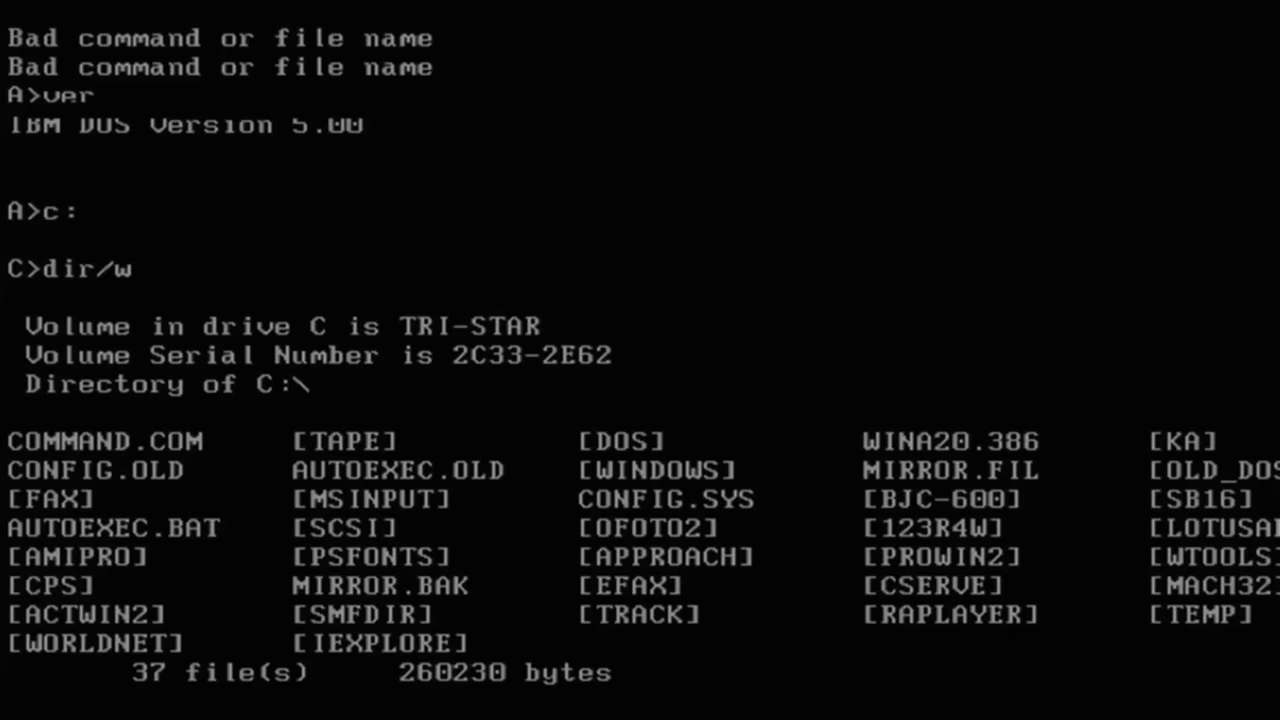 Bad command or file name
Bad command or file name
A>ver
IBM DOS Version 5.00
A>c:
C>dir/w
Volume in drive C is TRI-STAR
Volume Serial Number is 2C33-2E62
Directory of C:\
COMMAND.COM [TAPE] [DOS] WINA20.386 [KA]
CONFIG.OLD AUTOEXEC.OLD [WINDOWS] MIRROR.FIL [OLD_DOS
[FAX] [MSINPUT] CONFIG.SYS [BJC-600] [SB16]
AUTOEXEC.BAT [SCSI] [OFOTO2] [123R4W] [LOTUSA
[AMIPRO] [PSFONTS] [APPROACH] [PROWIN2] [WTOOLS]
[CPS] MIRROR.BAK [EFAX] [CSERVE] [MACH32]
[ACTWIN2] [SMFDIR] [TRACK] [RAPLAYER] [TEMP]
[WORLDNET] [IEXPLORE]
37 file(s) 260230 bytes